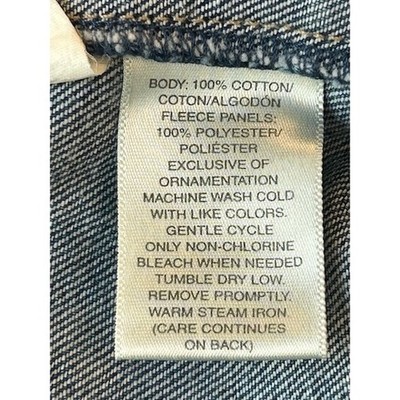 BODY: 100% COTTON/
COTON/ALGODÓN
FLEECE PANELS:
100% POLYESTER/
POLIÉSTER
EXCLUSIVE OF
ORNAMENTATION
MACHINE WASH COLD
WITH LIKE COLORS.
GENTLE CYCLE
ONLY NON-CHLORINE
BLEACH WHEN NEEDED
TUMBLE DRY LOW.
REMOVE PROMPTLY.
WARM STEAM IRON.
(CARE CONTINUES
ON BACK)